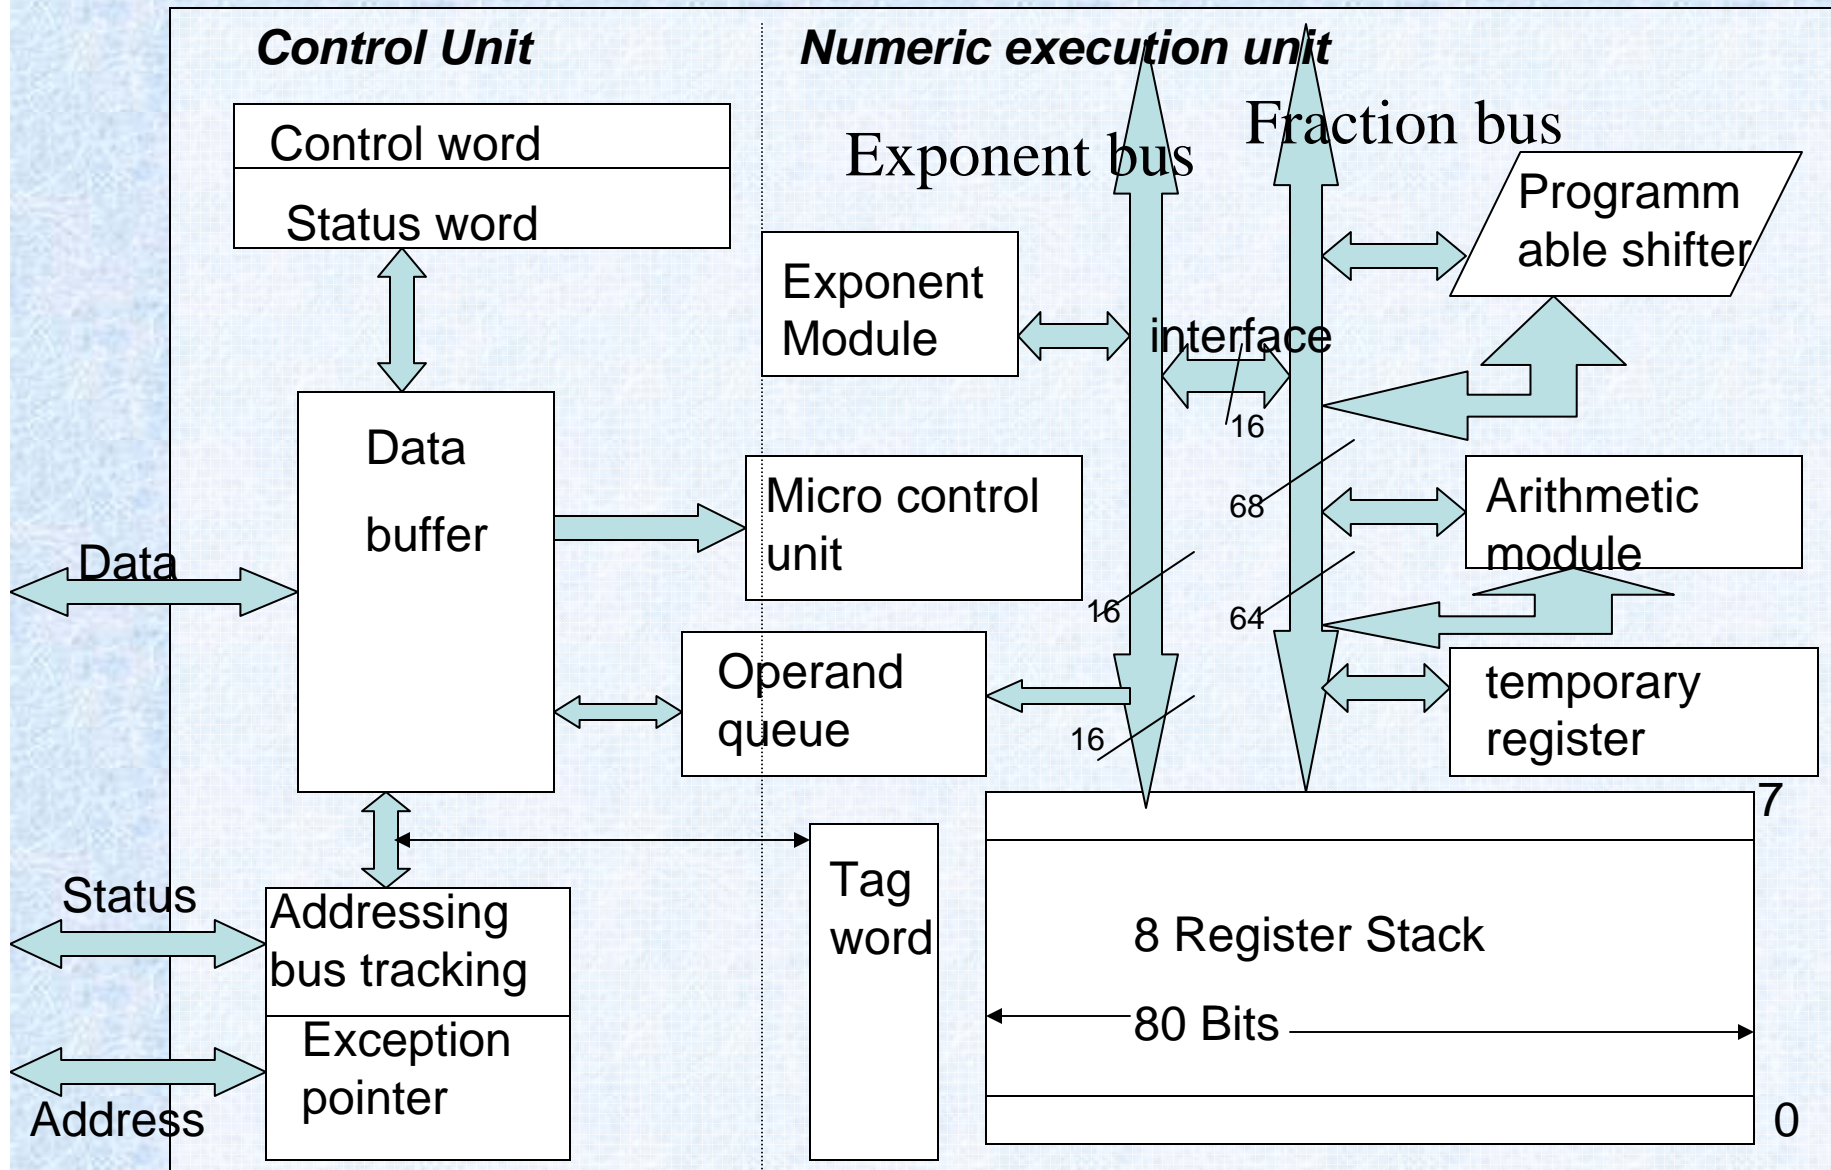 Control Unit
Numeric execution unit
Control word
Status word
Exponent bus
Fraction bus
Programm
able shifter
Exponent
Module
interface
16
Data
buffer
Data
Micro control
unit
68
Arithmetic
module
16
64
Operand
queue
16
temporary
register
7
Tag
word
Status
Addressing
bus tracking
Exception
pointer
Address
8 Register Stack
80 Bits
0